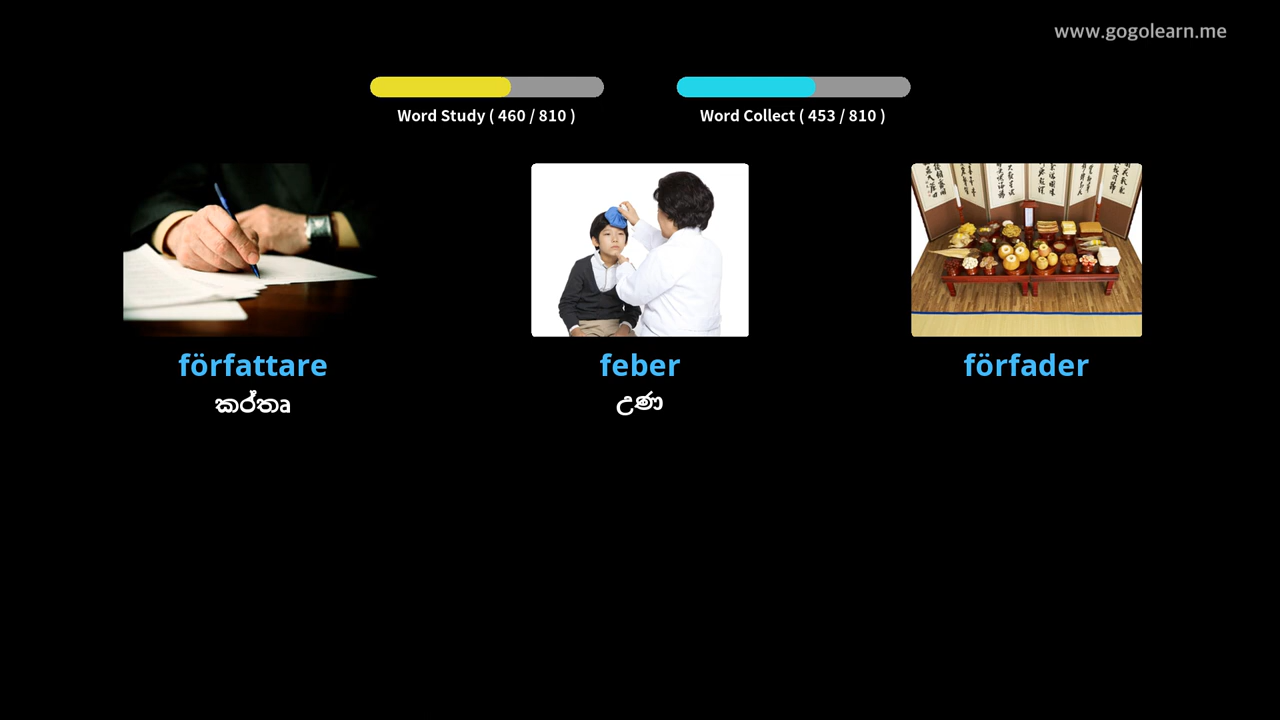 www.gogolearn.me
Word Study ( 460 / 810 )
Word Collect ( 453 / 810 )
författare
feber
förfader
කර්තෘ
උණ